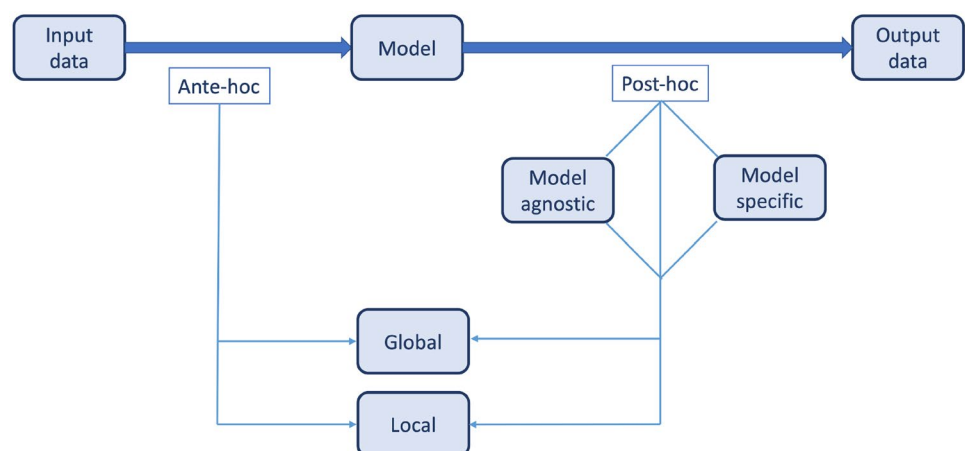 Input
data
Model
Output
data
Ante-hoc
Post-hoc
Model
agnostic
Model
specific
Global
Local